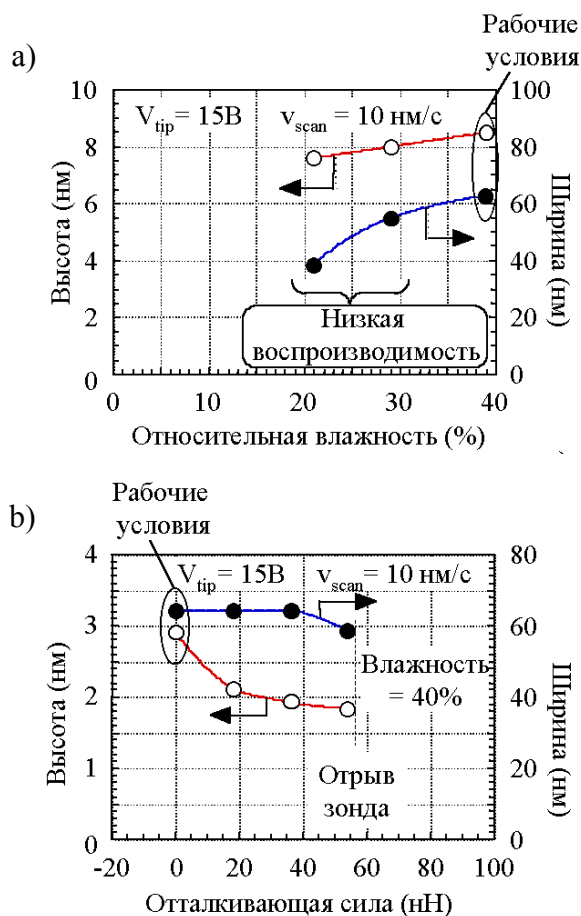 a)
Рабочие
условия
V_tip = 15В
v_scan = 10 нм/с
Высота (нм)
10
8
6
4
2
0
100
80
60
40
20
0
Ширина (нм)
Низкая
воспроизводимость
0 10 20 30 40
Относительная влажность (%)
b)
Рабочие
условия
V_tip = 15В
v_scan = 10 нм/с
Высота (нм)
4
3
2
1
0
80
60
40
20
0
Ширина (нм)
Влажность
= 40%
Отрыв
зонда
-20 0 20 40 60 80 100
Отталкивающая сила (нН)